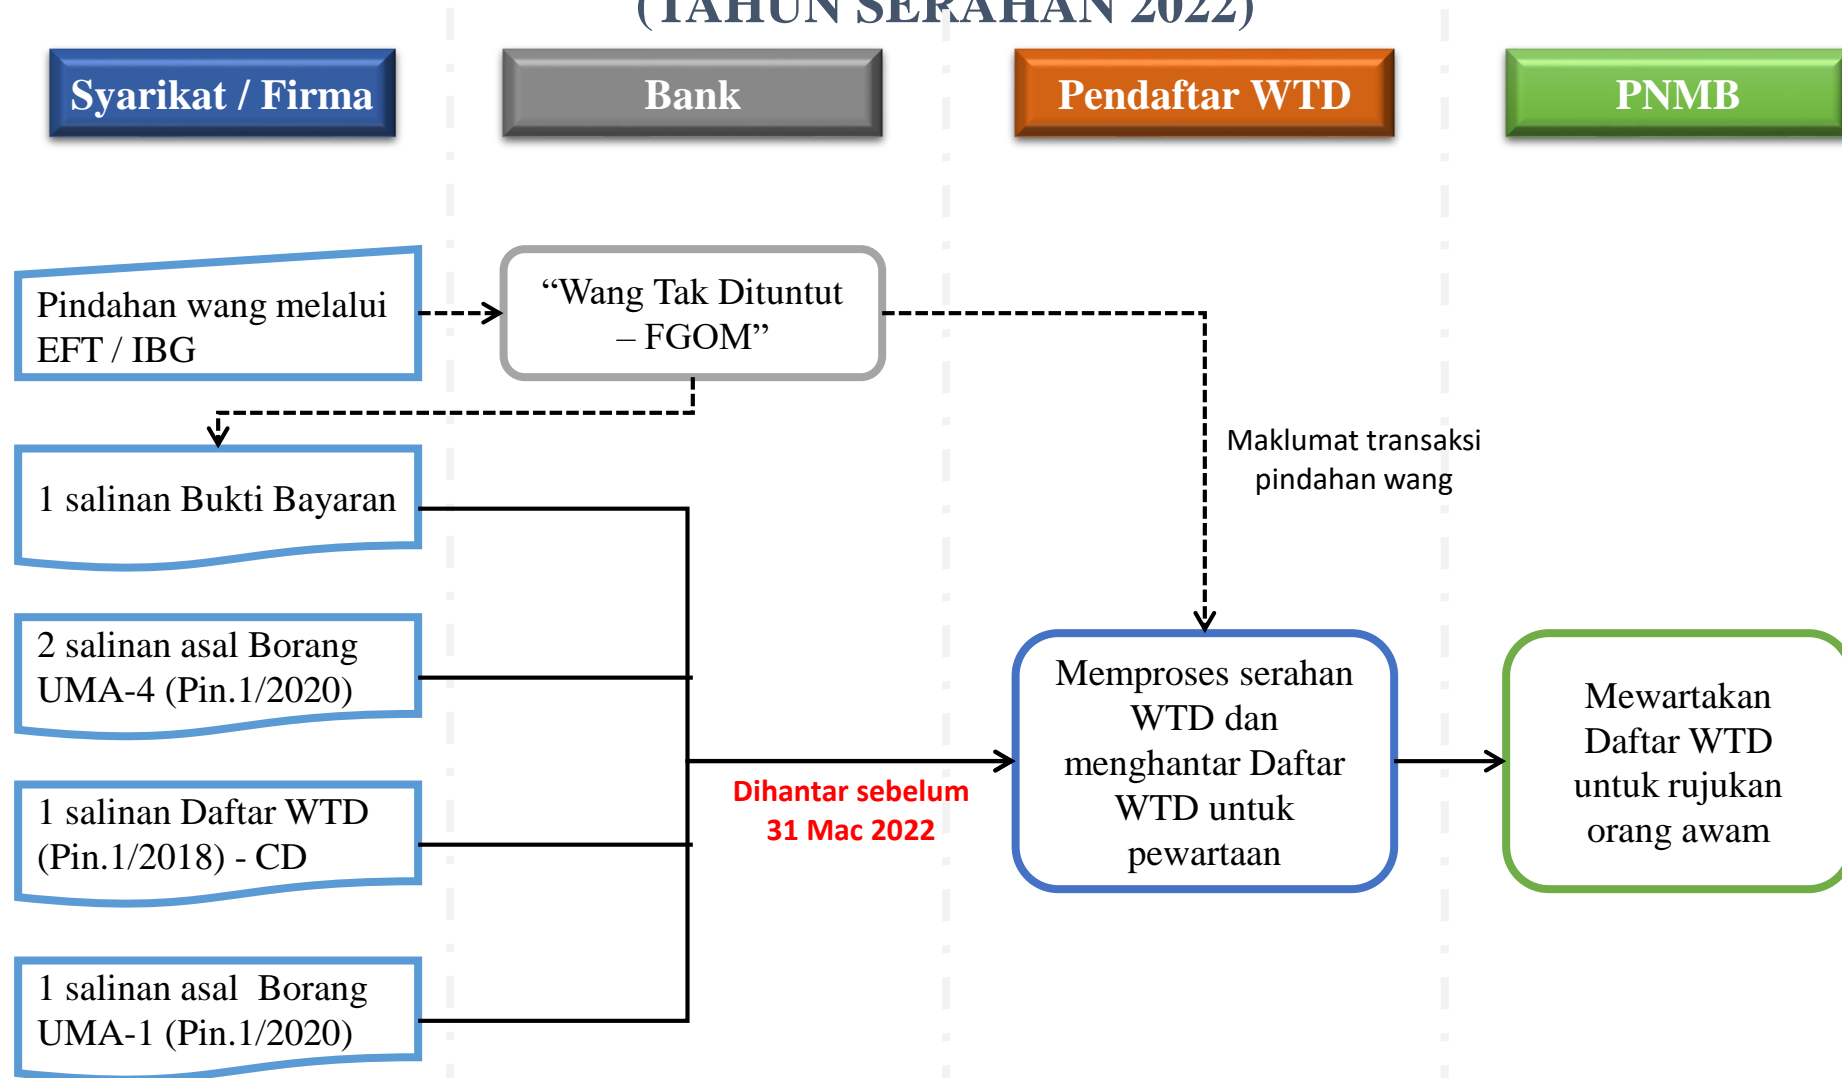 (TAHUN SERAHAN 2022)
Syarikat / Firma
Bank
Pendaftar WTD
PNMB
Pindahan wang melalui
EFT / IBG
“Wang Tak Dituntut
– FGOM”
Maklumat transaksi
pindahan wang
1 salinan Bukti Bayaran
2 salinan asal Borang
UMA-4 (Pin.1/2020)
1 salinan Daftar WTD
(Pin.1/2018) - CD
1 salinan asal  Borang
UMA-1 (Pin.1/2020)
Dihantar sebelum
31 Mac 2022
Memproses serahan
WTD dan
menghantar Daftar
WTD untuk
pewartaan
Mewartakan
Daftar WTD
untuk rujukan
orang awam